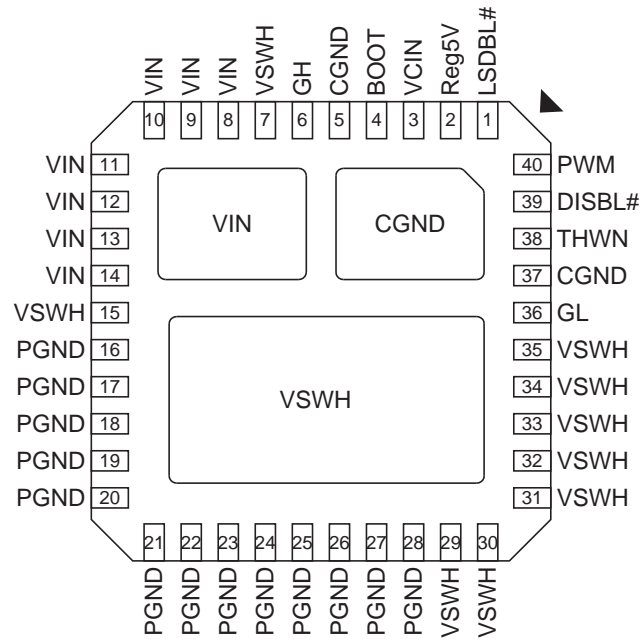 VIN
VIN
VIN
VSWH
GH
CGND
BOOT
VCIN
Reg5V
LSDBL#
10 9 8 7 6 5 4 3 2 1
VIN 11
VIN 12
VIN 13
VIN 14
VSWH 15
PGND 16
PGND 17
PGND 18
PGND 19
PGND 20
VIN
CGND
VSWH
40 PWM
39 DISBL#
38 THWN
37 CGND
36 GL
35 VSWH
34 VSWH
33 VSWH
32 VSWH
31 VSWH
21 22 23 24 25 26 27 28 29 30
PGND
PGND
PGND
PGND
PGND
PGND
PGND
PGND
VSWH
VSWH